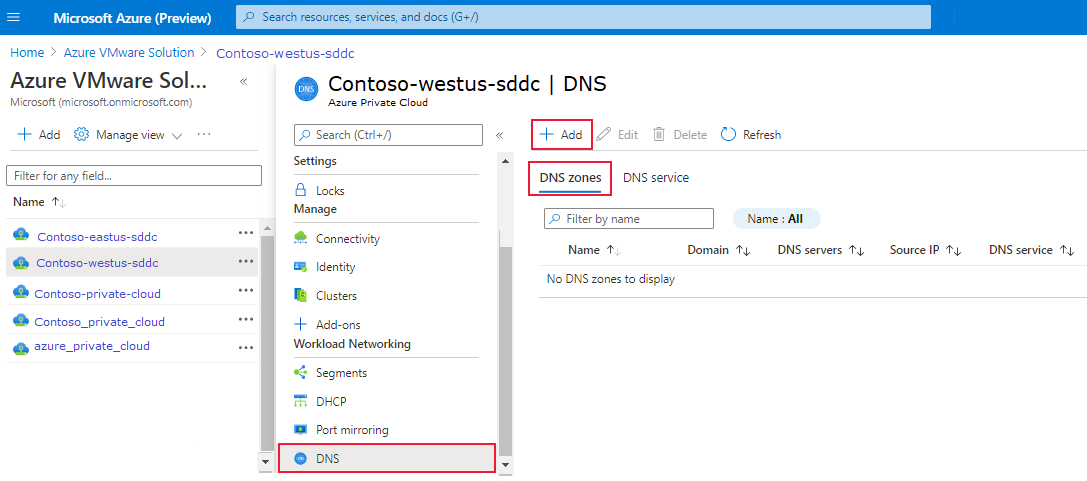 Microsoft Azure (Preview)
Search resources, services, and docs (G+/)
Home > Azure VMware Solution > Contoso-westus-sddc
Azure VMware Sol...
Microsoft (microsoft.onmicrosoft.com)
+ Add Manage view ...
Filter for any field...
Name ↑↓
Contoso-eastus-sddc ...
Contoso-westus-sddc ...
Contoso-private-cloud ...
Contoso_private_cloud ...
azure_private_cloud ...
DNS
Contoso-westus-sddc | DNS
Azure Private Cloud
Search (Ctrl+/)
Settings
Locks
Manage
Connectivity
Identity
Clusters
Add-ons
Workload Networking
Segments
DHCP
Port mirroring
DNS
+ Add Edit Delete Refresh
DNS zones DNS service
Filter by name Name : All
Name ↑↓ Domain ↑↓ DNS servers ↑↓ Source IP ↑↓ DNS service ↑↓
No DNS zones to display